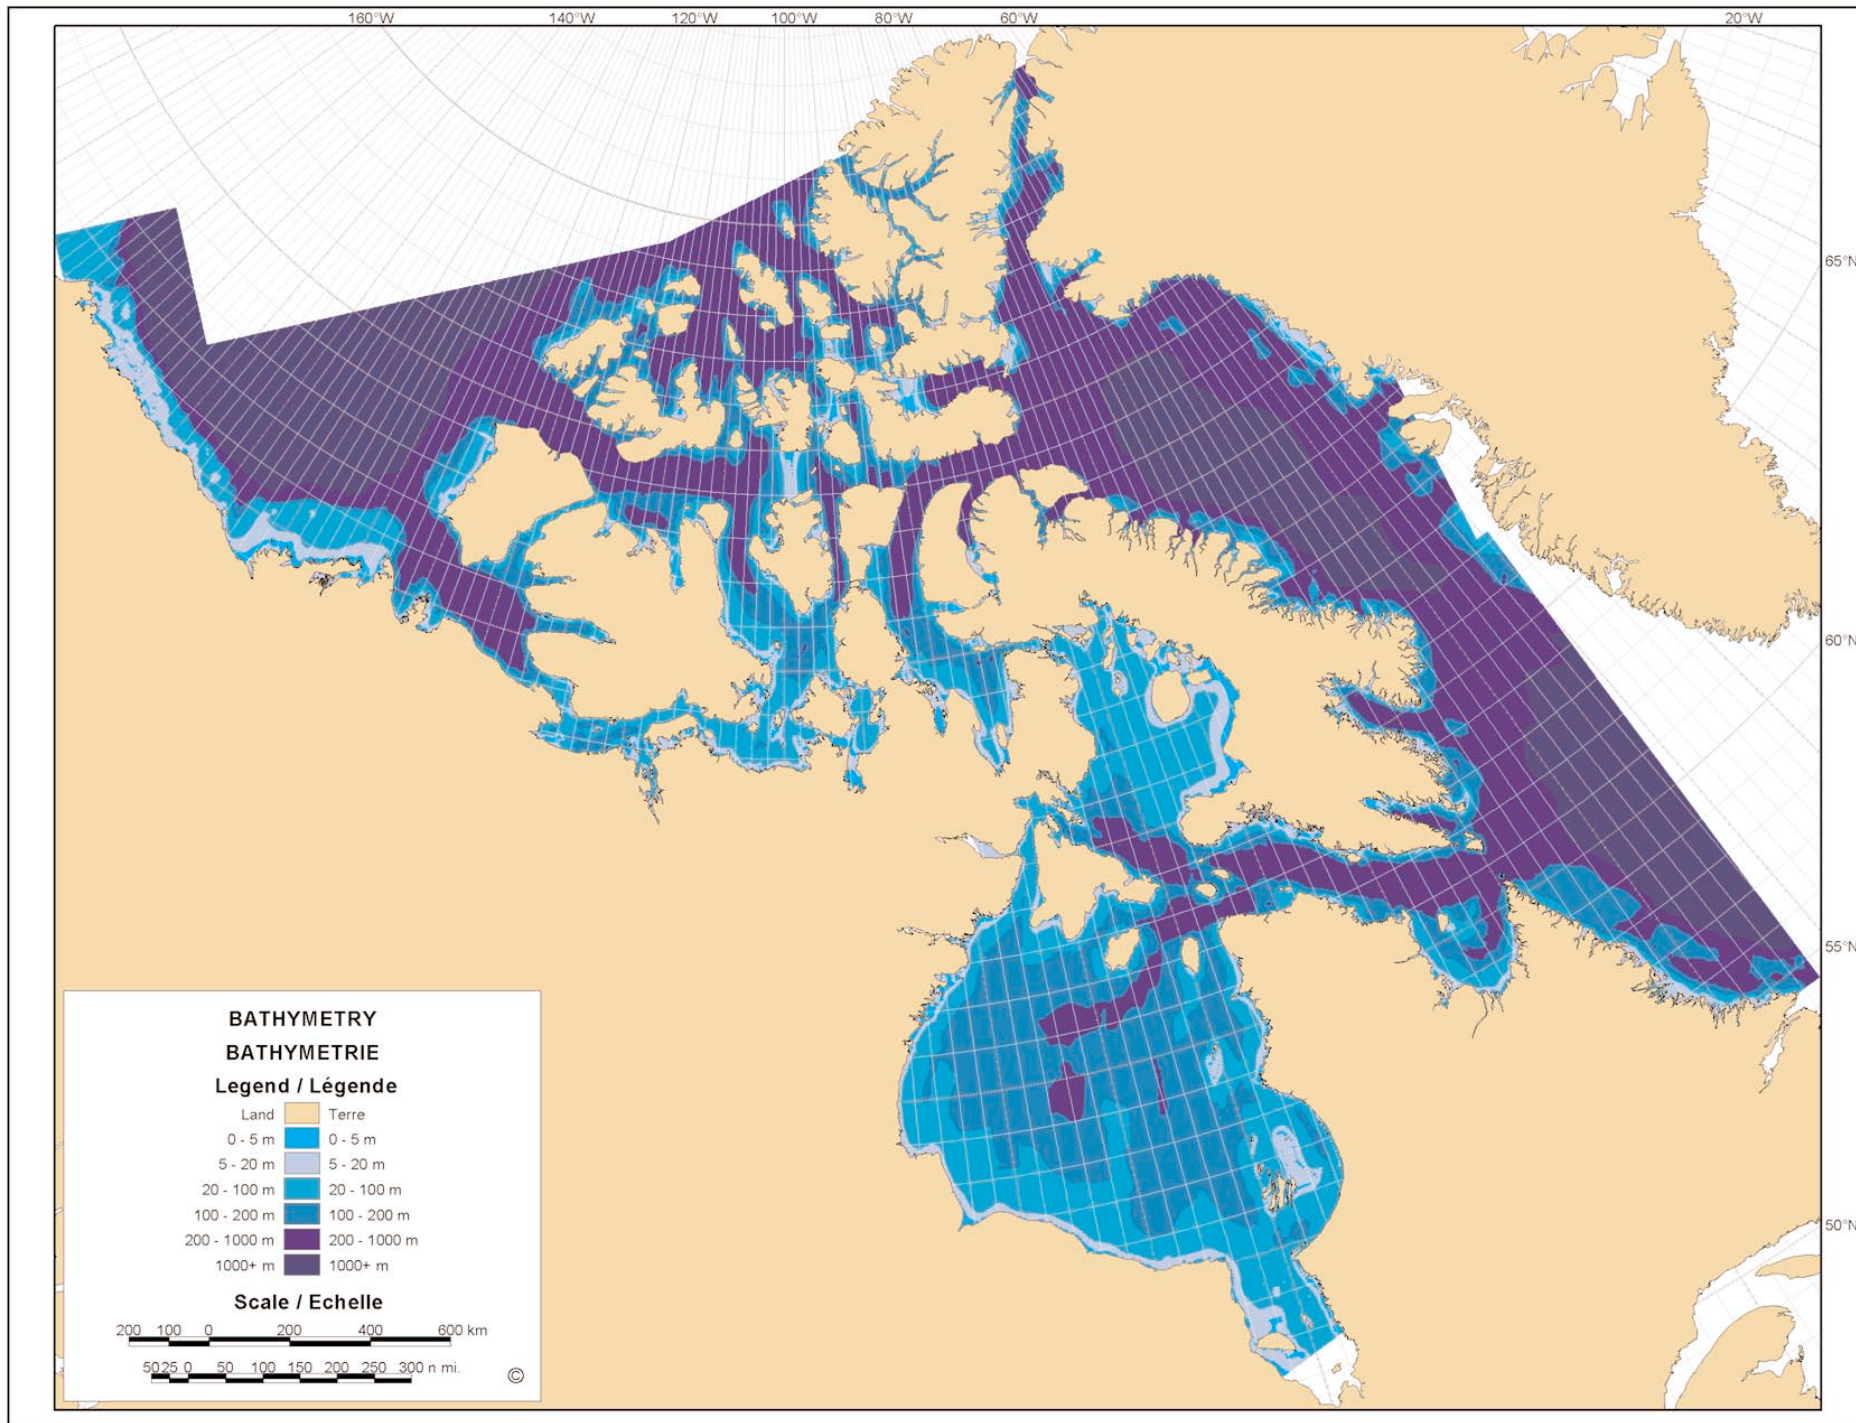 160°W 140°W 120°W 100°W 80°W 60°W 20°W
65°N
60°N
55°N
50°N
BATHYMETRY
BATHYMETRIE
Legend / Légende
Land Terre
0 - 5 m 0 - 5 m
5 - 20 m 5 - 20 m
20 - 100 m 20 - 100 m
100 - 200 m 100 - 200 m
200 - 1000 m 200 - 1000 m
1000+ m 1000+ m
Scale / Echelle
200 100 0 200 400 600 km
50 25 0 50 100 150 200 250 300 n mi.
©